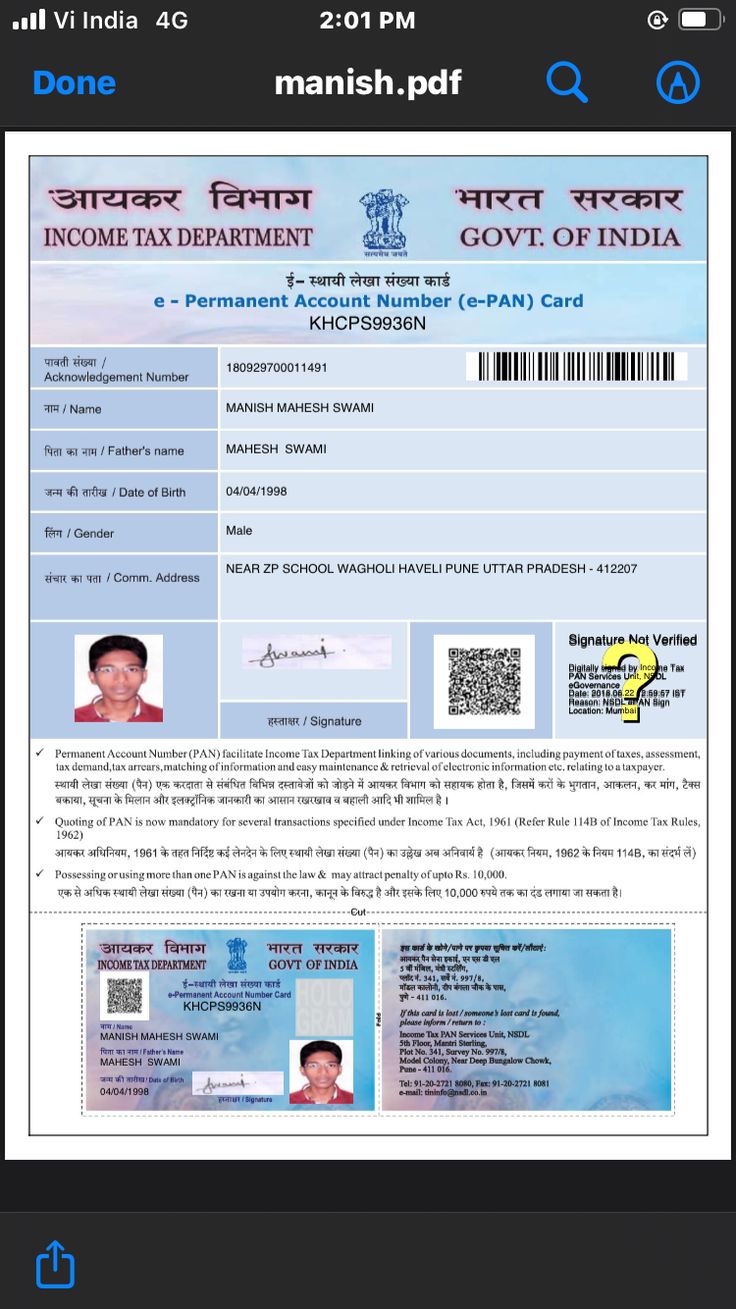 Vi India 4G
2:01 PM
Done
manish.pdf
आयकर विभाग
INCOME TAX DEPARTMENT
सत्यमेव जयते
भारत सरकार
GOVT. OF INDIA
ई- स्थायी लेखा संख्या कार्ड
e - Permanent Account Number (e-PAN) Card
KHCPS9936N
पावती संख्या /
Acknowledgement Number
180929700011491
नाम / Name
MANISH MAHESH SWAMI
पिता का नाम / Father's name
MAHESH SWAMI
जन्म की तारीख / Date of Birth
04/04/1998
लिंग / Gender
Male
संचार का पता / Comm. Address
NEAR ZP SCHOOL WAGHOLI HAVELI PUNE UTTAR PRADESH - 412207
Swami
हस्ताक्षर / Signature
Signature Not Verified
Digitally signed by Income Tax
PAN Services Unit, NSDL
eGovernance
Location: Mumbai
✓ Permanent Account Number (PAN) facilitate Income Tax Department linking of various documents, including payment of taxes, assessment,
tax demand,tax arrears,matching of information and easy maintenance & retrieval of electronic information etc. relating to a taxpayer.
स्थायी लेखा संख्या (पैन) एक करदाता से संबंधित विभिन्न दस्तावेजों को जोड़ने में आयकर विभाग को सहायक होता है, जिसमें करों के भुगतान, आकलन, कर मांग, टैक्स
बकाया, सूचना के मिलान और इलक्ट्रॉनिक जानकारी का आसान रखरखाव व बहाली आदि भी शामिल है ।
✓ Quoting of PAN is now mandatory for several transactions specified under Income Tax Act, 1961 (Refer Rule 114B of Income Tax Rules,
1962)
आयकर अधिनियम, 1961 के तहत निर्दिष्ट कई लेनदेन के लिए स्थायी लेखा संख्या (पैन) का उल्लेख अब अनिवार्य है (आयकर नियम, 1962 के नियम 114B, का संदर्भ लें)
✓ Possessing or using more than one PAN is against the law & may attract penalty of upto Rs. 10,000.
एक से अधिक स्थायी लेखा संख्या (पैन) का रखना या उपयोग करना, कानून के विरुद्ध है और इसके लिए 10,000 रुपये तक का दंड लगाया जा सकता है।
Cut
आयकर विभाग
INCOME TAX DEPARTMENT
भारत सरकार
GOVT OF INDIA
ई-स्थायी लेखा संख्या कार्ड
e-Permanent Account Number Card
KHCPS9936N
HOLO
GRAM
नाम / Name
MANISH MAHESH SWAMI
पिता का नाम / Father's Name
MAHESH SWAMI
जन्म की तारीख / Date of Birth
04/04/1998
Swami
हस्ताक्षर / Signature
Fold
इस कार्ड के खोने/पाने पर कृपया सूचित करें/लौटाएं:
आयकर पैन सेवा इकाई, एन एस डी एल
5 वीं मंजिल, मंत्री स्टर्लिंग,
प्लॉट नं. 341, सर्वे नं. 997/8,
मॉडल कालोनी, दीप बंगला चौक के पास,
पुणे - 411 016.
If this card is lost / someone's lost card is found,
please inform / return to :
Income Tax PAN Services Unit, NSDL
5th Floor, Mantri Sterling,
Plot No. 341, Survey No. 997/8,
Model Colony, Near Deep Bungalow Chowk,
Pune - 411 016.
Tel: 91-20-2721 8080, Fax: 91-20-2721 8081
e-mail: tininfo@nsdl.co.in